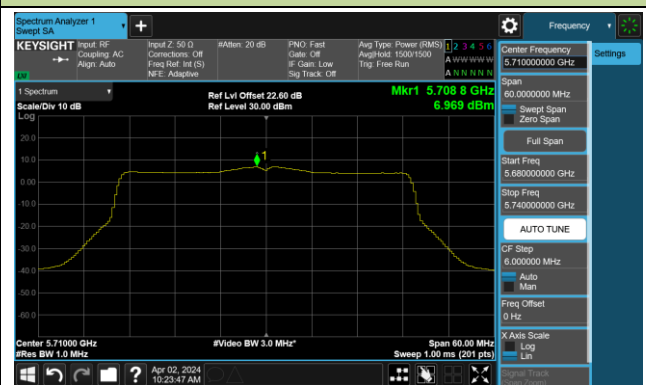 Spectrum Analyzer 1
Swept SA
Frequency
KEYSIGHT
Input: RF
Coupling: AC
Align: Auto
Input Z: 50 Ω
Corrections: Off
Freq Ref: Int (S)
NFE: Adaptive
#Atten: 20 dB
PNO: Fast
Gate: Off
IF Gain: Low
Sig Track: Off
Avg Type: Power (RMS)
Avg|Hold: 1500/1500
Trig: Free Run
1 2 3 4 5 6
A W W W W W
A N N N N N
LXI
1 Spectrum
Scale/Div 10 dB
Log
Ref Lvl Offset 22.60 dB
Ref Level 30.00 dBm
Mkr1 5.708 8 GHz
6.969 dBm
1
20.0
10.0
0.00
-10.0
-20.0
-30.0
-40.0
-50.0
-60.0
Center 5.71000 GHz
#Res BW 1.0 MHz
#Video BW 3.0 MHz*
Span 60.00 MHz
Sweep 1.00 ms (201 pts)
Apr 02, 2024
10:23:47 AM
Center Frequency
5.710000000 GHz
Span
60.0000000 MHz
Swept Span
Zero Span
Full Span
Start Freq
5.680000000 GHz
Stop Freq
5.740000000 GHz
AUTO TUNE
CF Step
6.000000 MHz
Auto
Man
Freq Offset
0 Hz
X Axis Scale
Log
Lin
Signal Track
(Span Zoom)
Settings